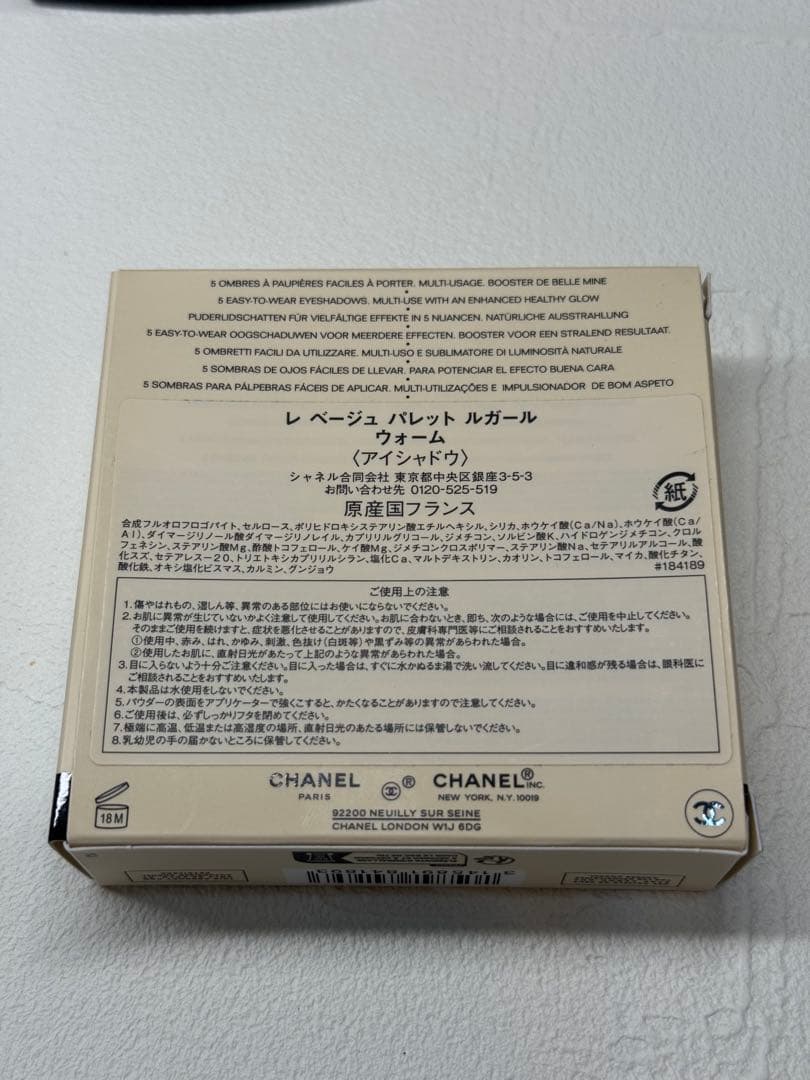 5 OMBRES À PAUPIÈRES FACILES À PORTER. MULTI-USAGE. BOOSTER DE BELLE MINE
5 EASY-TO-WEAR EYESHADOWS. MULTI-USE WITH AN ENHANCED HEALTHY GLOW
PUDERLIDSCHATTEN FÜR VIELFÄLTIGE EFFEKTE IN 5 NUANCEN. NATÜRLICHE AUSSTRAHLUNG
5 EASY-TO-WEAR OOGSCHADUWEN VOOR MEERDERE EFFECTEN. BOOSTER VOOR EEN STRALEND RESULTAAT.
5 OMBRETTI FACILI DA UTILIZZARE. MULTI-USO E SUBLIMATORE DI LUMINOSITÀ NATURALE
5 SOMBRAS DE OJOS FÁCILES DE LLEVAR. PARA POTENCIAR EL EFECTO BUENA CARA
5 SOMBRAS PARA PÁLPEBRAS FÁCEIS DE APLICAR. MULTI-UTILIZAÇÕES E IMPULSIONADOR DE BOM ASPETO
レ ベージュ パレット ルガール
ウォーム
〈アイシャドウ〉
シャネル合同会社 東京都中央区銀座3-5-3
お問い合わせ先 0120-525-519
原産国フランス
紙
合成フルオロフロゴパイト、セルロース、ポリヒドロキシステアリン酸エチルヘキシル、シリカ、ホウケイ酸(Ca/Na)、ホウケイ酸(Ca/
Al)、ダイマージリノール酸ダイマージリノレイル、カプリリルグリコール、ジメチコン、ソルビン酸K、ハイドロゲンジメチコン、クロル
フェネシン、ステアリン酸Mg、酢酸トコフェロール、ケイ酸Mg、ジメチコンクロスポリマー、ステアリン酸Na、セテアリルアルコール、酸
化スズ、セテアレス－20、トリエトキシカプリリルシラン、塩化Ca、マルトデキストリン、カオリン、トコフェロール、マイカ、酸化チタン、
酸化鉄、オキシ塩化ビスマス、カルミン、グンジョウ #184189
ご使用上の注意
1. 傷やはれもの、湿しん等、異常のある部位にはお使いにならないでください。
2. お肌に異常が生じていないかよく注意して使用してください。お肌に合わないとき、即ち、次のような場合には、ご使用を中止してください。
そのままご使用を続けますと、症状を悪化させることがありますので、皮膚科専門医等にご相談されることをおすすめいたします。
①使用中、赤み、はれ、かゆみ、刺激、色抜け(白斑等)や黒ずみ等の異常があらわれた場合。
②使用したお肌に、直射日光があたって上記のような異常があらわれた場合。
3. 目に入らないよう十分ご注意ください。目に入った場合は、すぐに水かぬるま湯で洗い流してください。目に違和感が残る場合は、眼科医に
ご相談されることをおすすめいたします。
4. 本製品は水使用をしないでください。
5. パウダーの表面をアプリケーターで強くこすると、かたくなることがありますので注意してください。
6. ご使用後は、必ずしっかりフタを閉めてください。
7. 極端に高温、低温または高湿度の場所、直射日光のあたる場所には保管しないでください。
8. 乳幼児の手の届かないところに保管してください。
CHANEL ® CHANEL® INC.
PARIS NEW YORK, N.Y. 10019
92200 NEUILLY SUR SEINE
CHANEL LONDON W1J 6DG
18 M